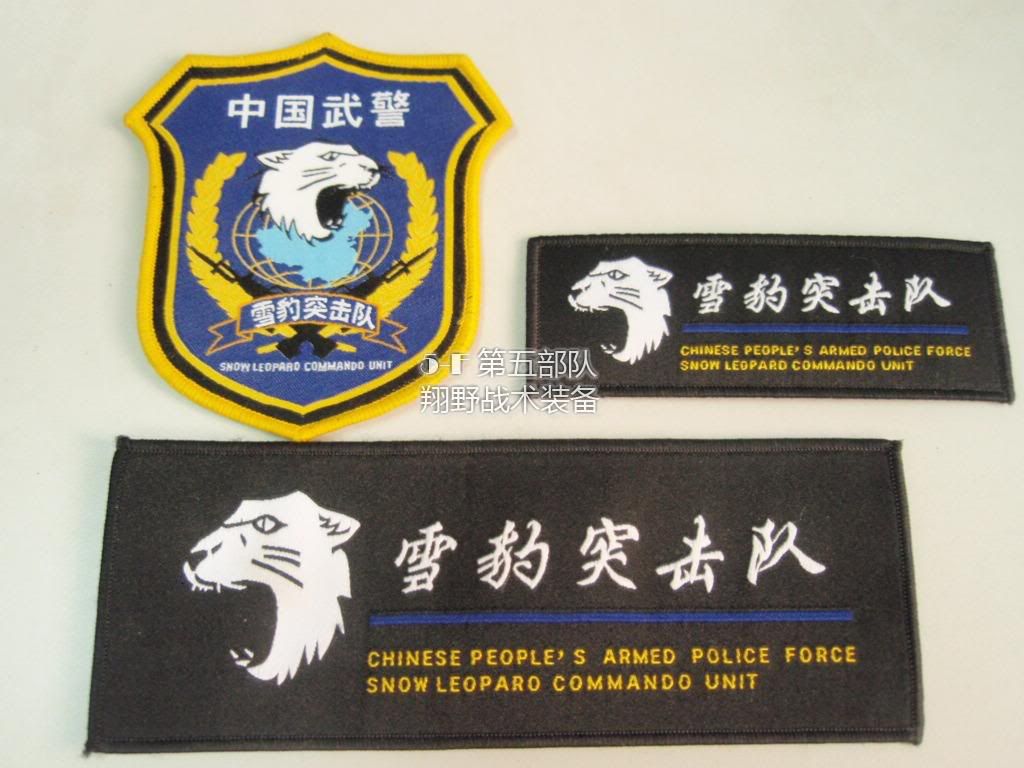 中国武警
雪豹突击队
SNOW LEOPARD COMMANDO UNIT
雪豹突击队
CHINESE PEOPLE'S ARMED POLICE FORCE
SNOW LEOPARD COMMANDO UNIT
第五部队
翔野战术装备
雪豹突击队
CHINESE PEOPLE'S ARMED POLICE FORCE
SNOW LEOPARO COMMANDO UNIT